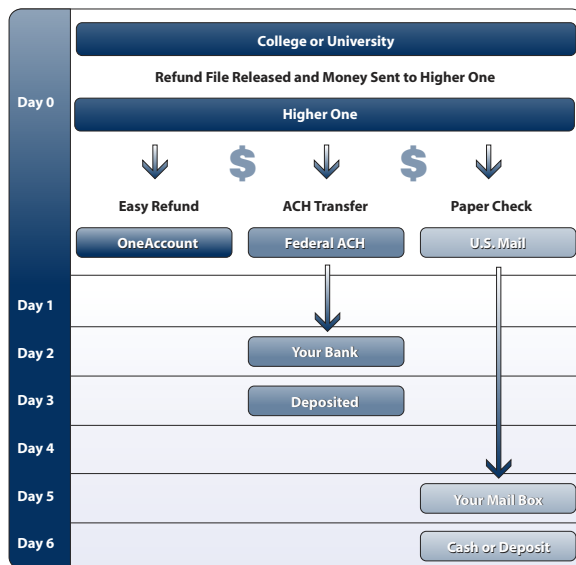 College or University
Refund File Released and Money Sent to Higher One
Day 0
Higher One
$ $
Easy Refund ACH Transfer Paper Check
OneAccount Federal ACH U.S. Mail
Day 1
Day 2 Your Bank
Day 3 Deposited
Day 4
Day 5 Your Mail Box
Day 6 Cash or Deposit